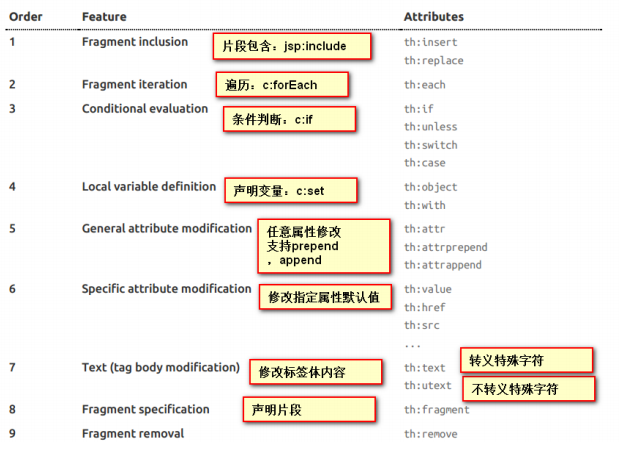 Order Feature Attributes
1 Fragment inclusion 片段包含：jsp:include th:insert
th:replace
2 Fragment iteration 遍历：c:forEach th:each
3 Conditional evaluation 条件判断：c:if th:if
th:unless
th:switch
th:case
4 Local variable definition 声明变量：c:set th:object
th:with
5 General attribute modification 任意属性修改 th:attr
支持prepend th:attrprepend
，append th:attrappend
6 Specific attribute modification 修改指定属性默认值 th:value
th:href
th:src
...
7 Text (tag body modification) 修改标签体内容 th:text 转义特殊字符
th:utext 不转义特殊字符
8 Fragment specification 声明片段 th:fragment
9 Fragment removal th:remove